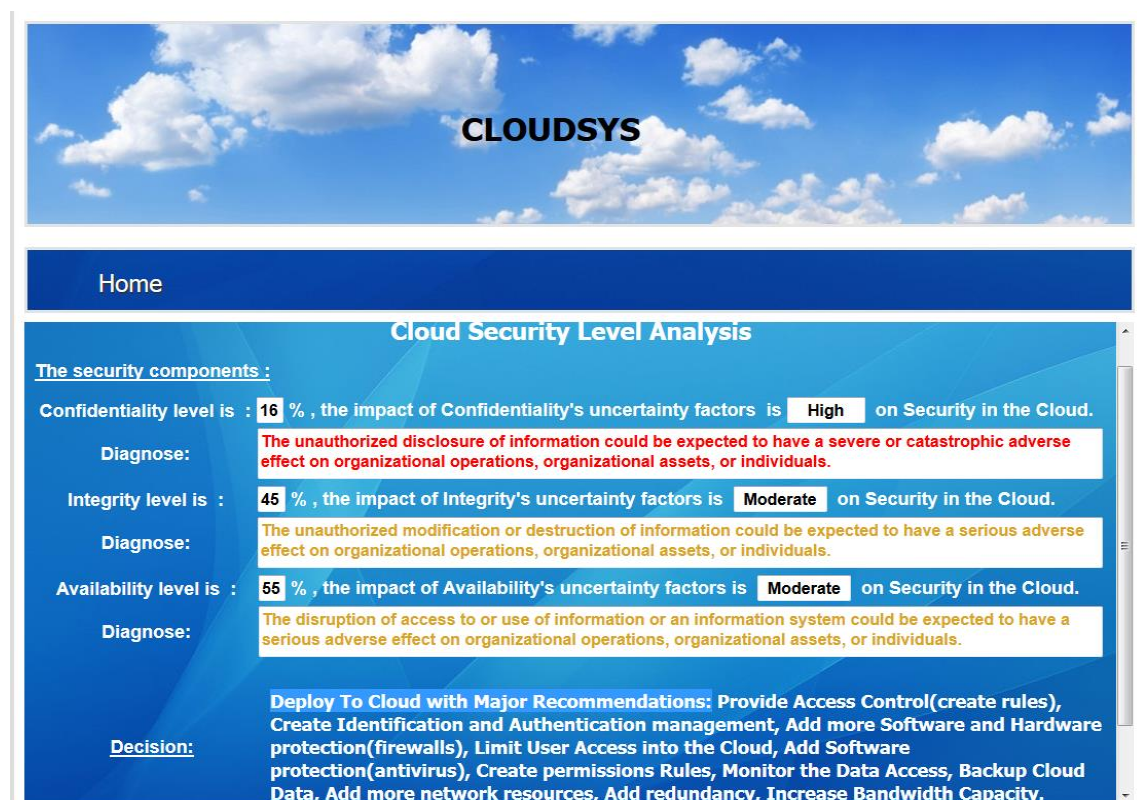 CLOUDSYS
Home
Cloud Security Level Analysis
The security components :
Confidentiality level is : 16 % , the impact of Confidentiality's uncertainty factors is High on Security in the Cloud.
Diagnose: The unauthorized disclosure of information could be expected to have a severe or catastrophic adverse
effect on organizational operations, organizational assets, or individuals.
Integrity level is : 45 % , the impact of Integrity's uncertainty factors is Moderate on Security in the Cloud.
Diagnose: The unauthorized modification or destruction of information could be expected to have a serious adverse
effect on organizational operations, organizational assets, or individuals.
Availability level is : 55 % , the impact of Availability's uncertainty factors is Moderate on Security in the Cloud.
Diagnose: The disruption of access to or use of information or an information system could be expected to have a
serious adverse effect on organizational operations, organizational assets, or individuals.
Decision: Deploy To Cloud with Major Recommendations: Provide Access Control(create rules),
Create Identification and Authentication management, Add more Software and Hardware
protection(firewalls), Limit User Access into the Cloud, Add Software
protection(antivirus), Create permissions Rules, Monitor the Data Access, Backup Cloud
Data, Add more network resources, Add redundancy, Increase Bandwidth Capacity.